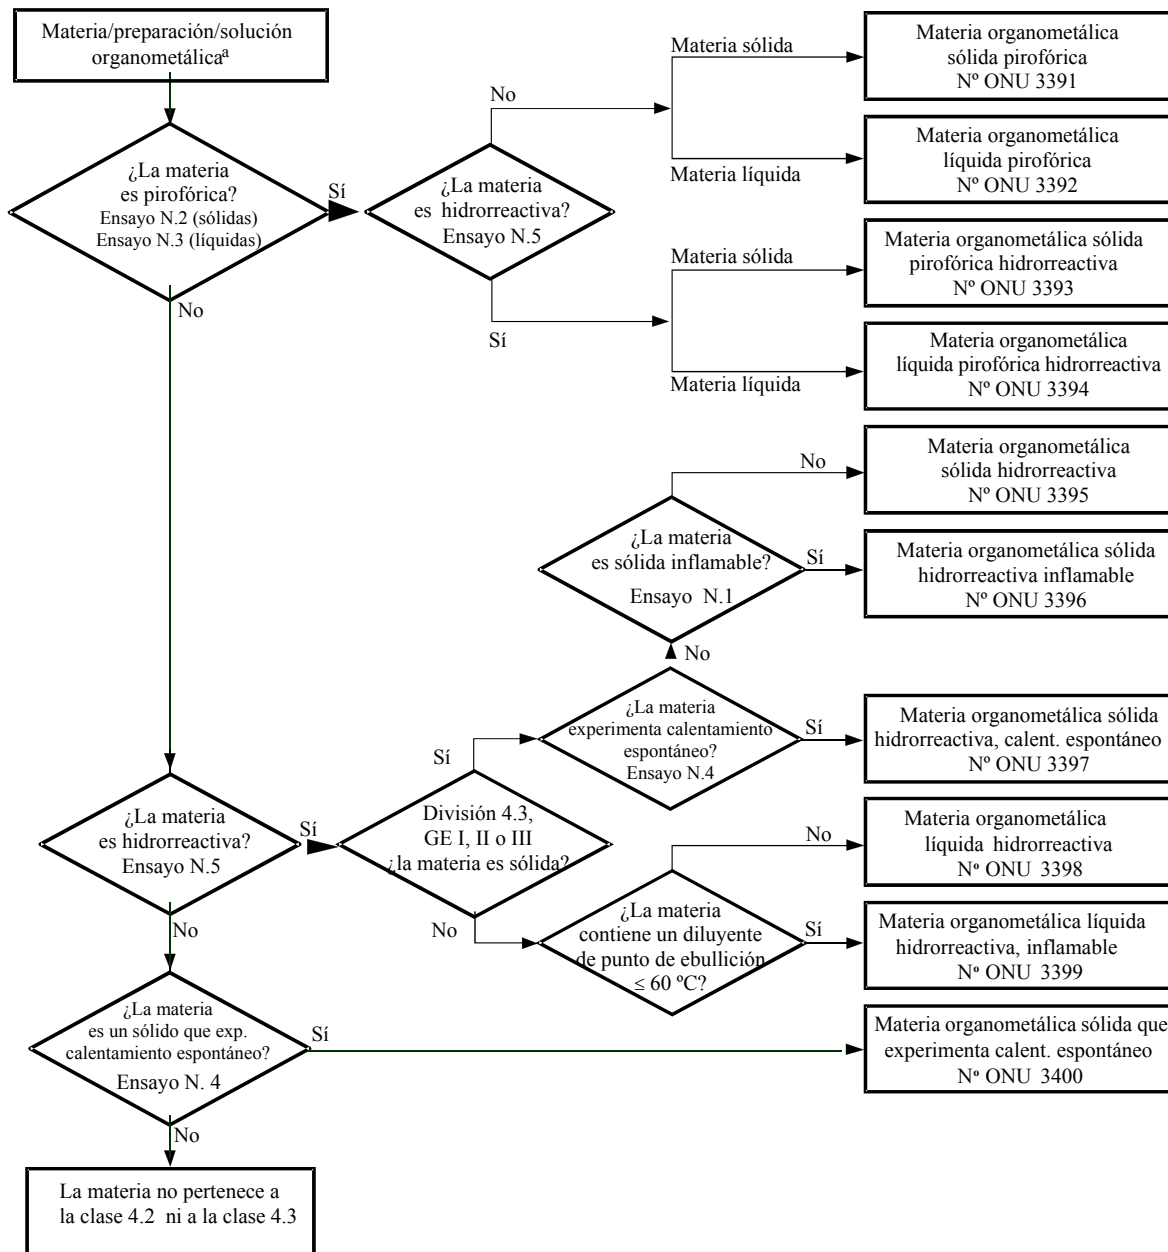 Materia/preparación/solución
organometálicaª
¿La materia
es pirofórica?
Ensayo N.2 (sólidas)
Ensayo N.3 (líquidas)
Sí
No
¿La materia
es hidrorreactiva?
Ensayo N.5
No
Sí
Materia sólida
Materia líquida
Materia organometálica
sólida pirofórica
Nº ONU 3391
Materia organometálica
líquida pirofórica
Nº ONU 3392
Materia sólida
Materia líquida
Materia organometálica sólida
pirofórica hidrorreactiva
Nº ONU 3393
Materia organometálica
líquida pirofórica hidrorreactiva
Nº ONU 3394
No
Materia organometálica
sólida hidrorreactiva
Nº ONU 3395
¿La materia
es sólida inflamable?
Ensayo N.1
Sí
Materia organometálica sólida
hidrorreactiva inflamable
Nº ONU 3396
No
¿La materia
experimenta calentamiento
espontáneo?
Ensayo N.4
Sí
Materia organometálica sólida
hidrorreactiva, calent. espontáneo
Nº ONU 3397
¿La materia
es hidrorreactiva?
Ensayo N.5
Sí
No
Sí
División 4.3,
GE I, II o III
¿la materia es sólida?
No
No
Materia organometálica
líquida hidrorreactiva
Nº ONU 3398
¿La materia
contiene un diluyente
de punto de ebullición
≤ 60 ºC?
Sí
Materia organometálica líquida
hidrorreactiva, inflamable
Nº ONU 3399
¿La materia
es un sólido que exp.
calentamiento espontáneo?
Ensayo N. 4
Sí
Materia organometálica sólida que
experimenta calent. espontáneo
Nº ONU 3400
No
La materia no pertenece a
la clase 4.2 ni a la clase 4.3